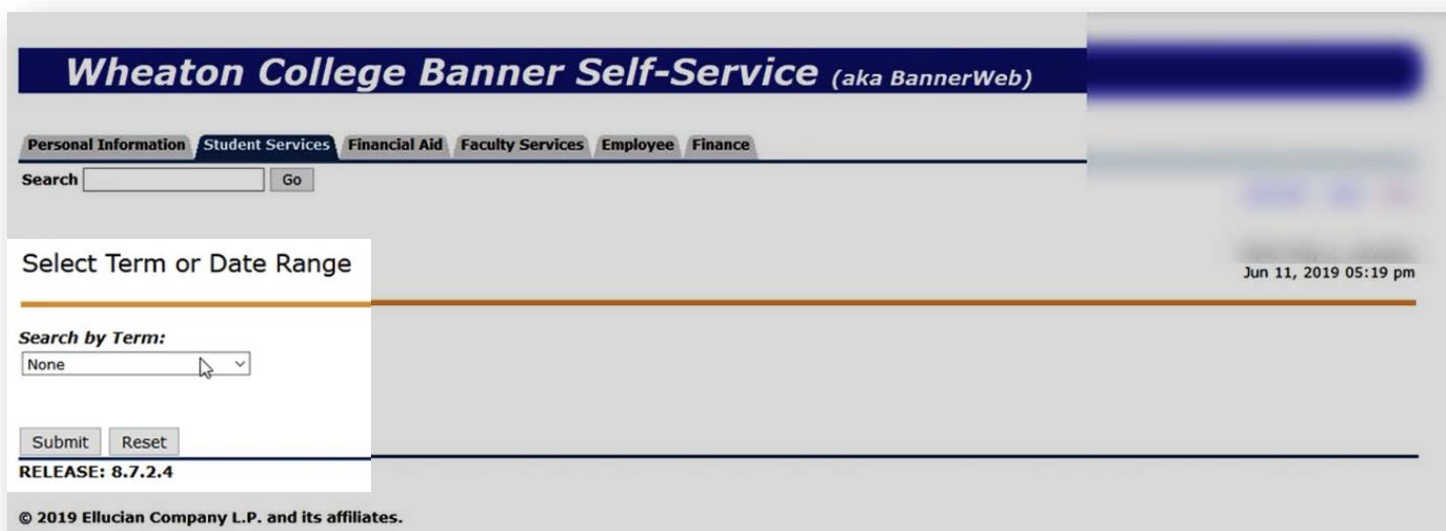 Wheaton College Banner Self-Service (aka BannerWeb)
Personal Information Student Services Financial Aid Faculty Services Employee Finance
Search Go
Select Term or Date Range
Jun 11, 2019 05:19 pm
Search by Term:
None
Submit Reset
RELEASE: 8.7.2.4
© 2019 Ellucian Company L.P. and its affiliates.